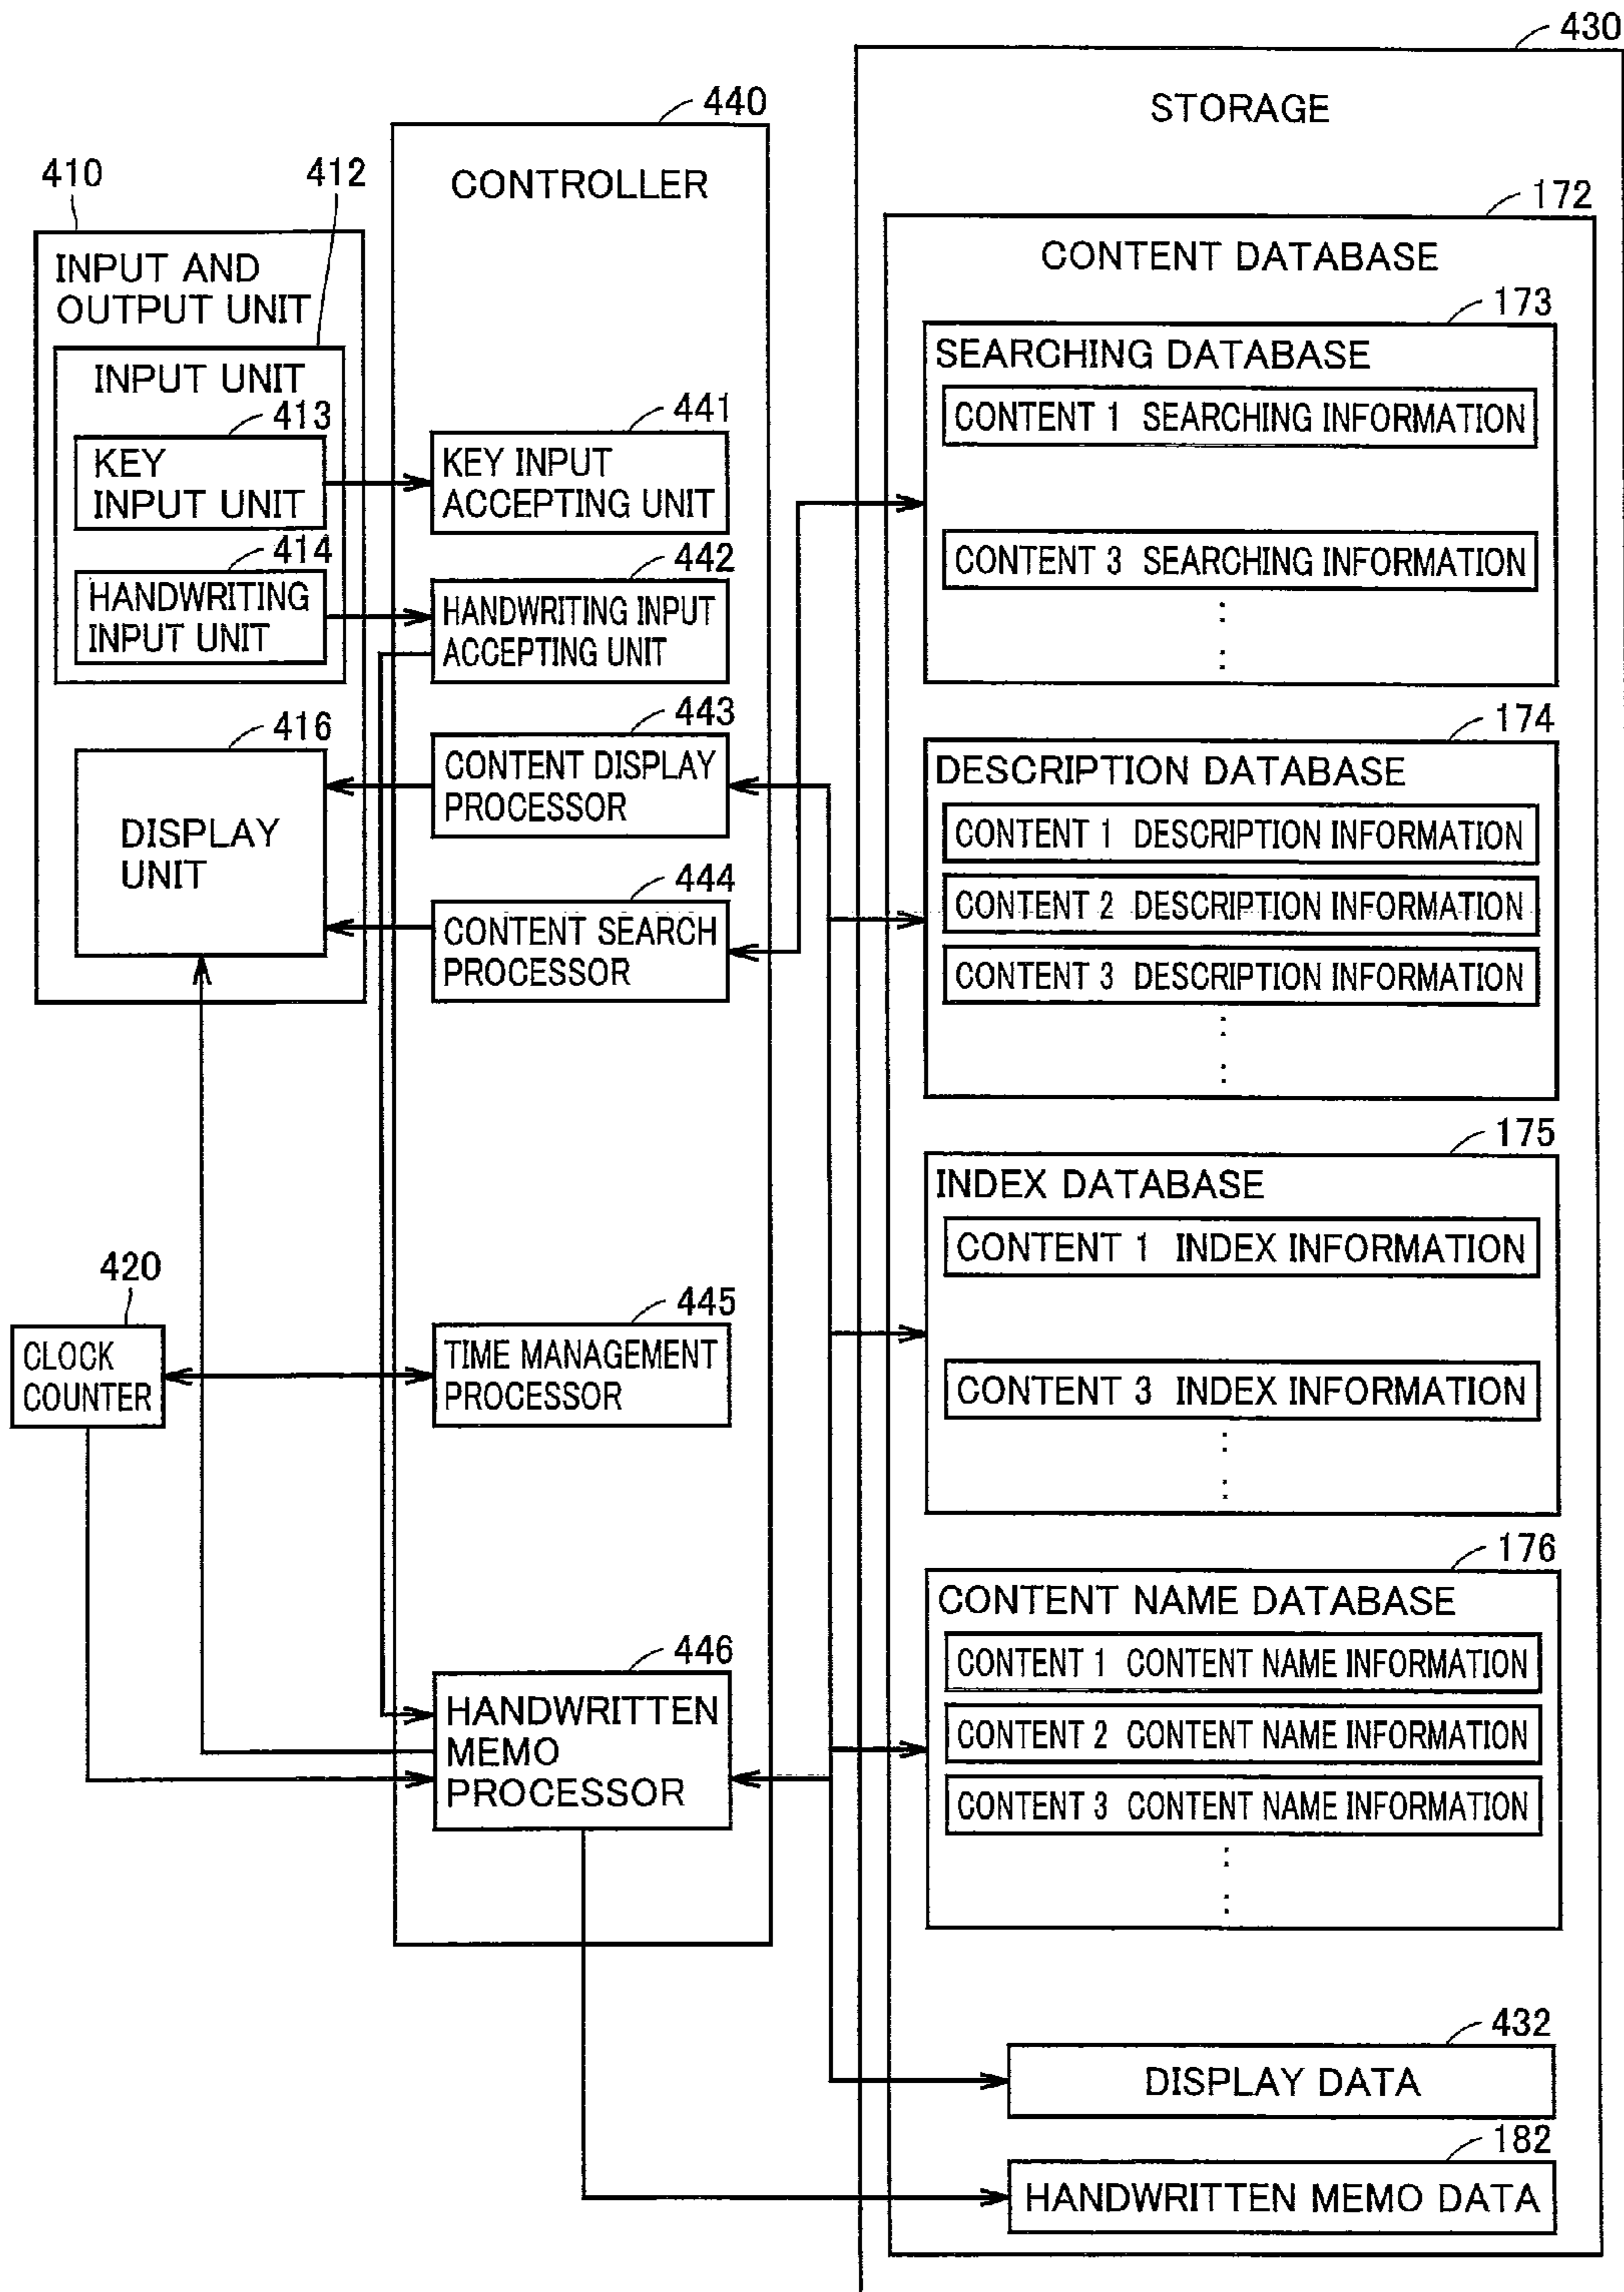 430
STORAGE
440
CONTROLLER
410
412
INPUT AND
OUTPUT UNIT
INPUT UNIT
413
KEY
INPUT UNIT
414
HANDWRITING
INPUT UNIT
416
DISPLAY
UNIT
441
KEY INPUT
ACCEPTING UNIT
442
HANDWRITING INPUT
ACCEPTING UNIT
443
CONTENT DISPLAY
PROCESSOR
444
CONTENT SEARCH
PROCESSOR
420
CLOCK
COUNTER
445
TIME MANAGEMENT
PROCESSOR
446
HANDWRITTEN
MEMO
PROCESSOR
172
CONTENT DATABASE
173
SEARCHING DATABASE
CONTENT 1 SEARCHING INFORMATION
CONTENT 3 SEARCHING INFORMATION
174
DESCRIPTION DATABASE
CONTENT 1 DESCRIPTION INFORMATION
CONTENT 2 DESCRIPTION INFORMATION
CONTENT 3 DESCRIPTION INFORMATION
175
INDEX DATABASE
CONTENT 1 INDEX INFORMATION
CONTENT 3 INDEX INFORMATION
176
CONTENT NAME DATABASE
CONTENT 1 CONTENT NAME INFORMATION
CONTENT 2 CONTENT NAME INFORMATION
CONTENT 3 CONTENT NAME INFORMATION
432
DISPLAY DATA
182
HANDWRITTEN MEMO DATA